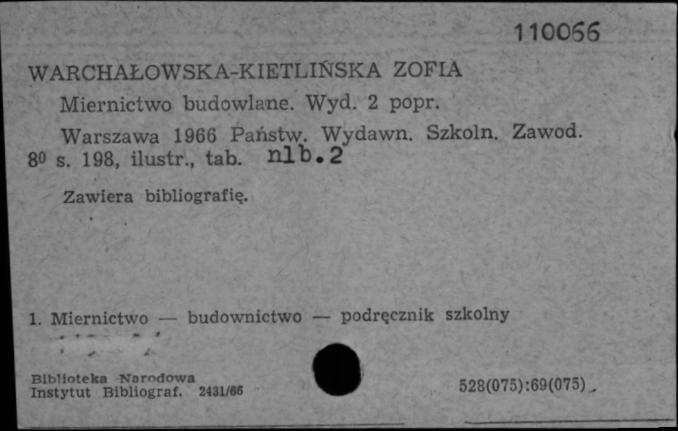 110066
WARCHAŁOWSKA-KIETLIŃSKA ZOFIA
Miernictwo budowlane. Wyd. 2 popr.
Warszawa 1966 Państw. Wydawn. Szkoln. Zawod.
8⁰ s. 198, ilustr., tab. nlb.2
Zawiera bibliografię.
1. Miernictwo — budownictwo — podręcznik szkolny
Biblioteka Narodowa
Instytut Bibliograf. 2431/66
528(075):69(075)